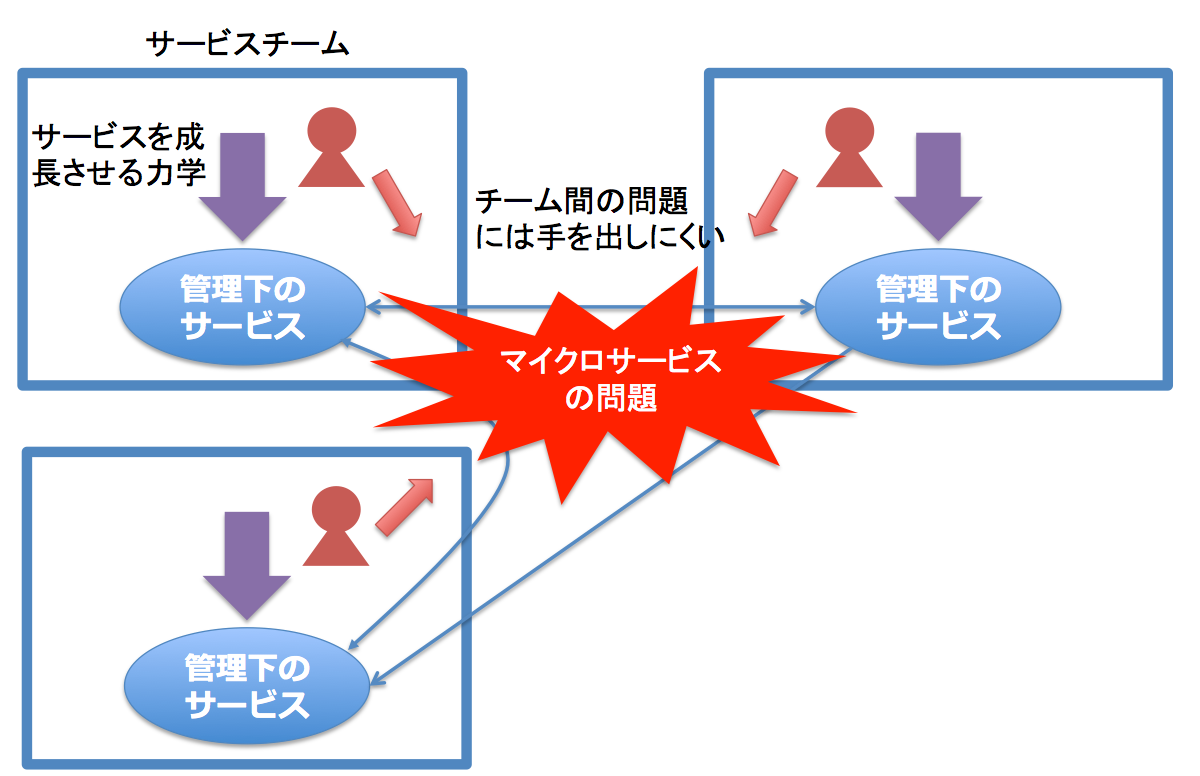 サービスチーム
サービスを成
長させる力学
チーム間の問題
には手を出しにくい
管理下の
サービス
管理下の
サービス
マイクロサービス
の問題
管理下の
サービス